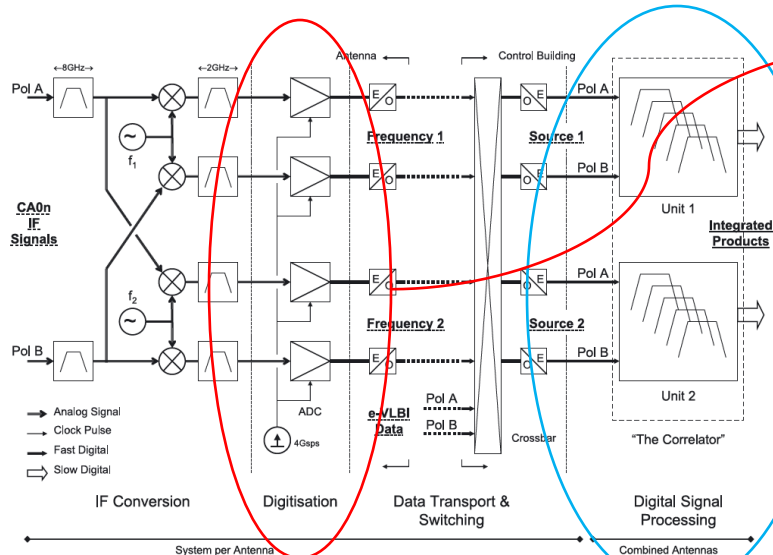 ←8GHz→
←2GHz→
Antenna
Control Building
Pol A
E
O
O
E
Pol A
f1
Frequency 1
Source 1
E
O
O
E
Pol B
Unit 1
CA0n
IF
Signals
Integrated
Products
E
O
O
E
Pol A
f2
Frequency 2
Source 2
Pol B
E
O
O
E
Pol B
Unit 2
Pol A
e-VLBI
Data
Pol B
Analog Signal
Clock Pulse
Fast Digital
Slow Digital
ADC
4Gsps
Crossbar
“The Correlator”
IF Conversion
Digitisation
Data Transport &
Switching
Digital Signal
Processing
System per Antenna
Combined Antennas